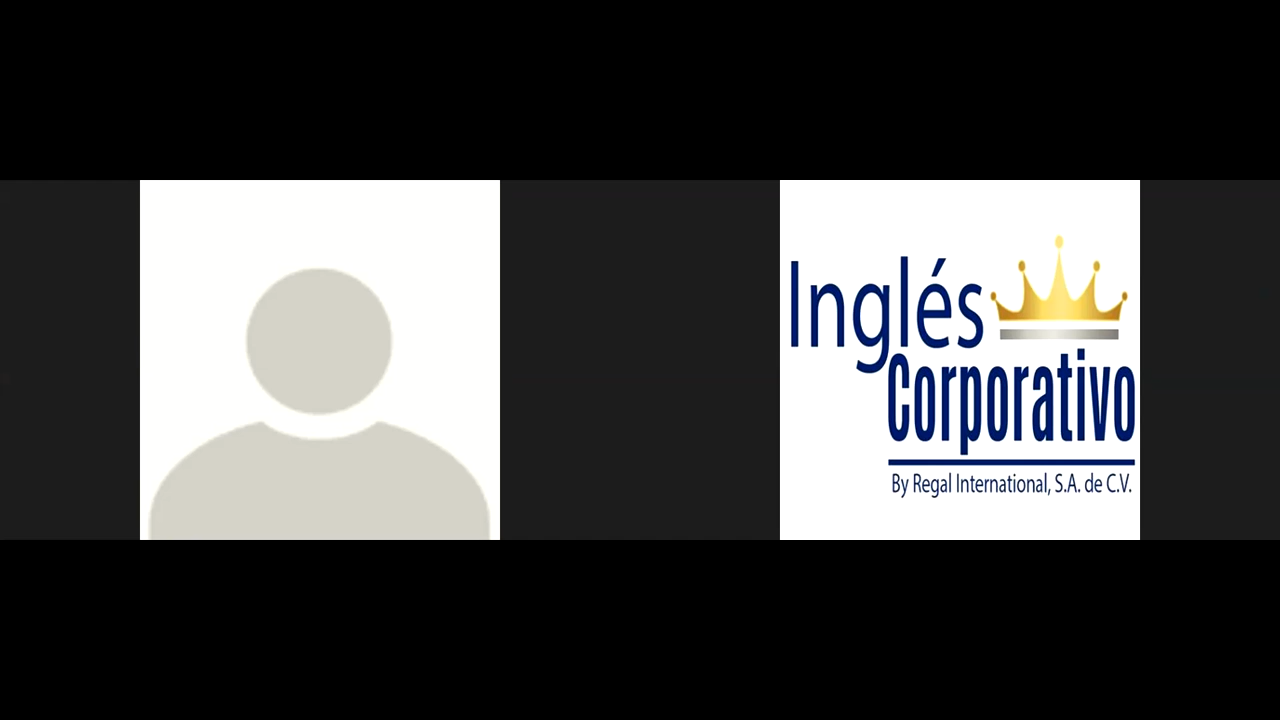 Inglés
Corporativo
By Regal International, S.A. de C.V.